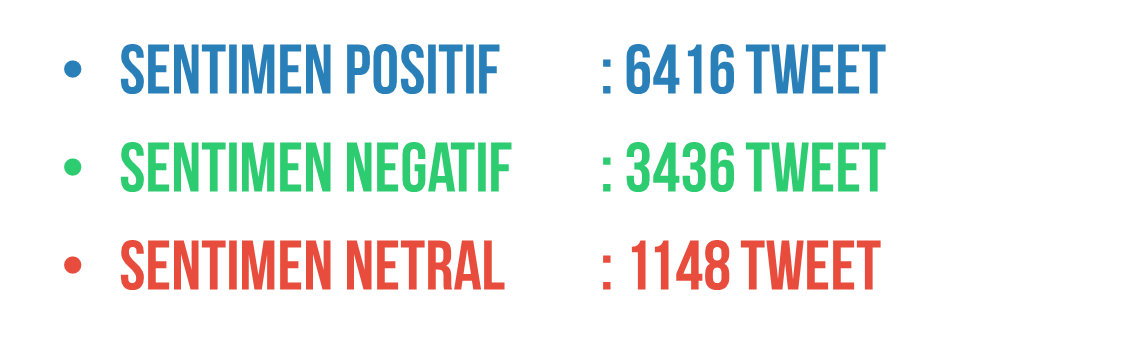 • SENTIMEN POSITIF : 6416 TWEET
• SENTIMEN NEGATIF : 3436 TWEET
• SENTIMEN NETRAL : 1148 TWEET